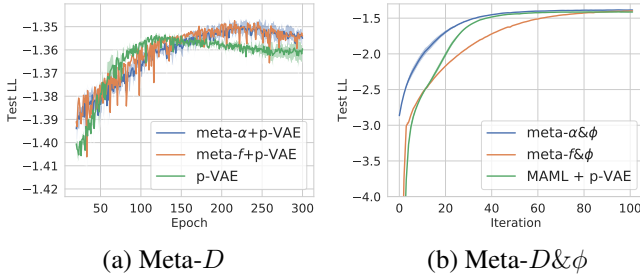 Test LL
−1.35
−1.36
−1.37
−1.38
−1.39
−1.40
−1.41
−1.42
meta-α+p-VAE
meta-f+p-VAE
p-VAE
50 100 150 200 250 300
Epoch
(a) Meta-D
Test LL
−1.5
−2.0
−2.5
−3.0
−3.5
−4.0
meta-α&ϕ
meta-f&ϕ
MAML + p-VAE
0 20 40 60 80 100
Iteration
(b) Meta-D&ϕ